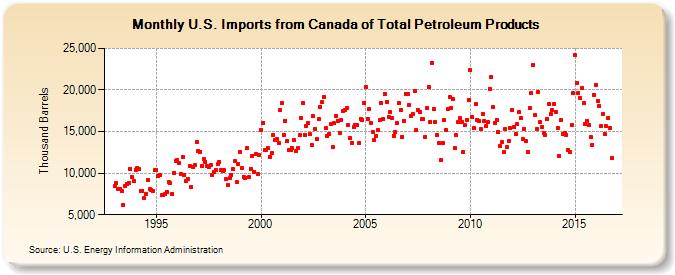 Monthly U.S. Imports from Canada of Total Petroleum Products
Thousand Barrels
25,000
20,000
15,000
10,000
5,000
1995 2000 2005 2010 2015
Source: U.S. Energy Information Administration